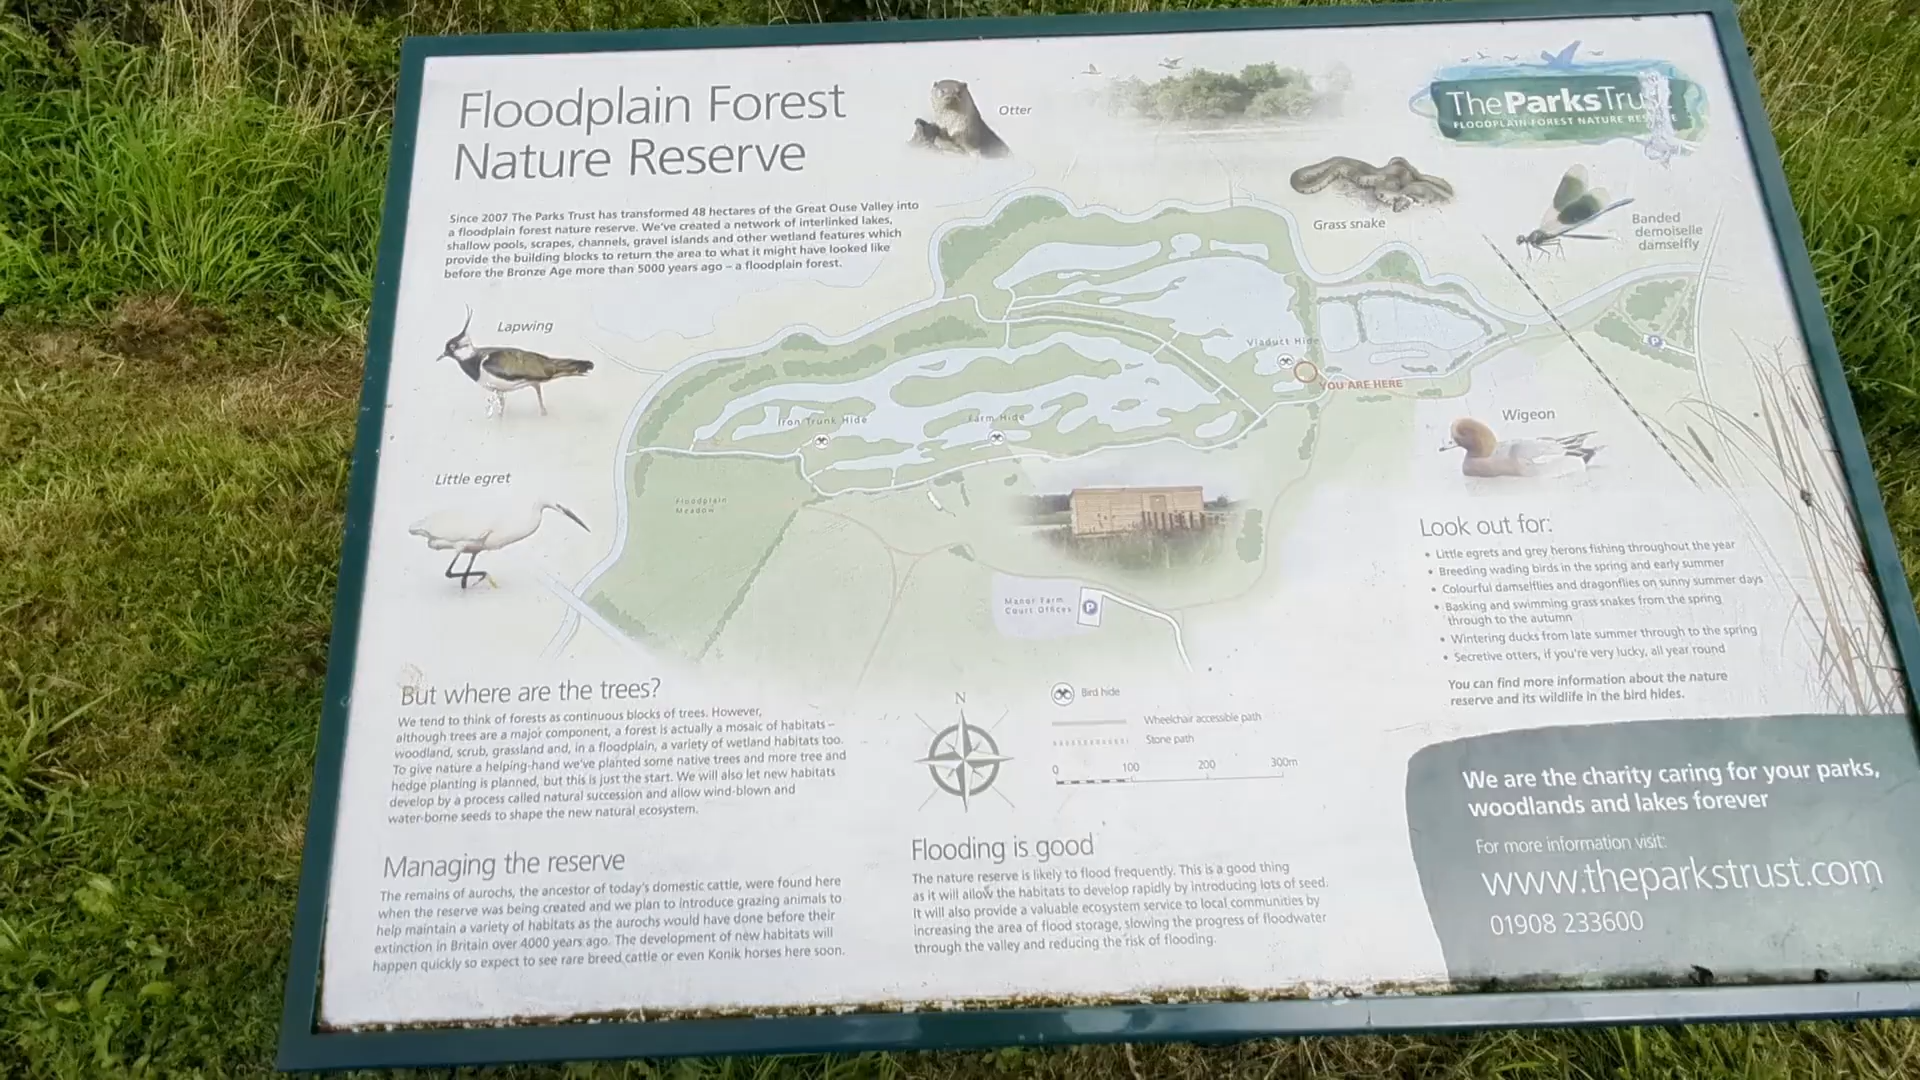 Floodplain Forest
Nature Reserve
Since 2007 The Parks Trust has transformed 48 hectares of the Great Ouse Valley into
a floodplain forest nature reserve. We've created a network of interlinked lakes,
shallow pools, scrapes, channels, gravel islands and other wetland features which
provide the building blocks to return the area to what it might have looked like
before the Bronze Age more than 5000 years ago – a floodplain forest.
Otter
TheParksTrust
FLOODPLAIN FOREST NATURE RESERVE
Grass snake
Banded
demoiselle
damselfly
Lapwing
Little egret
Viaduct Hide
YOU ARE HERE
Iron Trunk Hide
Farm Hide
Floodplain
Meadow
P
Manor Farm
Court Offices
P
Wigeon
Look out for:
• Little egrets and grey herons fishing throughout the year
• Breeding wading birds in the spring and early summer
• Colourful damselflies and dragonflies on sunny summer days
• Basking and swimming grass snakes from the spring
through to the autumn
• Wintering ducks from late summer through to the spring
• Secretive otters, if you're very lucky, all year round
You can find more information about the nature
reserve and its wildlife in the bird hides.
But where are the trees?
We tend to think of forests as continuous blocks of trees. However,
although trees are a major component, a forest is actually a mosaic of habitats –
woodland, scrub, grassland and, in a floodplain, a variety of wetland habitats too.
To give nature a helping-hand we've planted some native trees and more tree and
hedge planting is planned, but this is just the start. We will also let new habitats
develop by a process called natural succession and allow wind-blown and
water-borne seeds to shape the new natural ecosystem.
N
Bird hide
Wheelchair accessible path
Stone path
0 100 200 300m
Managing the reserve
The remains of aurochs, the ancestor of today's domestic cattle, were found here
when the reserve was being created and we plan to introduce grazing animals to
help maintain a variety of habitats as the aurochs would have done before their
extinction in Britain over 4000 years ago. The development of new habitats will
happen quickly so expect to see rare breed cattle or even Konik horses here soon.
Flooding is good
The nature reserve is likely to flood frequently. This is a good thing
as it will allow the habitats to develop rapidly by introducing lots of seed.
It will also provide a valuable ecosystem service to local communities by
increasing the area of flood storage, slowing the progress of floodwater
through the valley and reducing the risk of flooding.
We are the charity caring for your parks,
woodlands and lakes forever
For more information visit:
www.theparkstrust.com
01908 233600